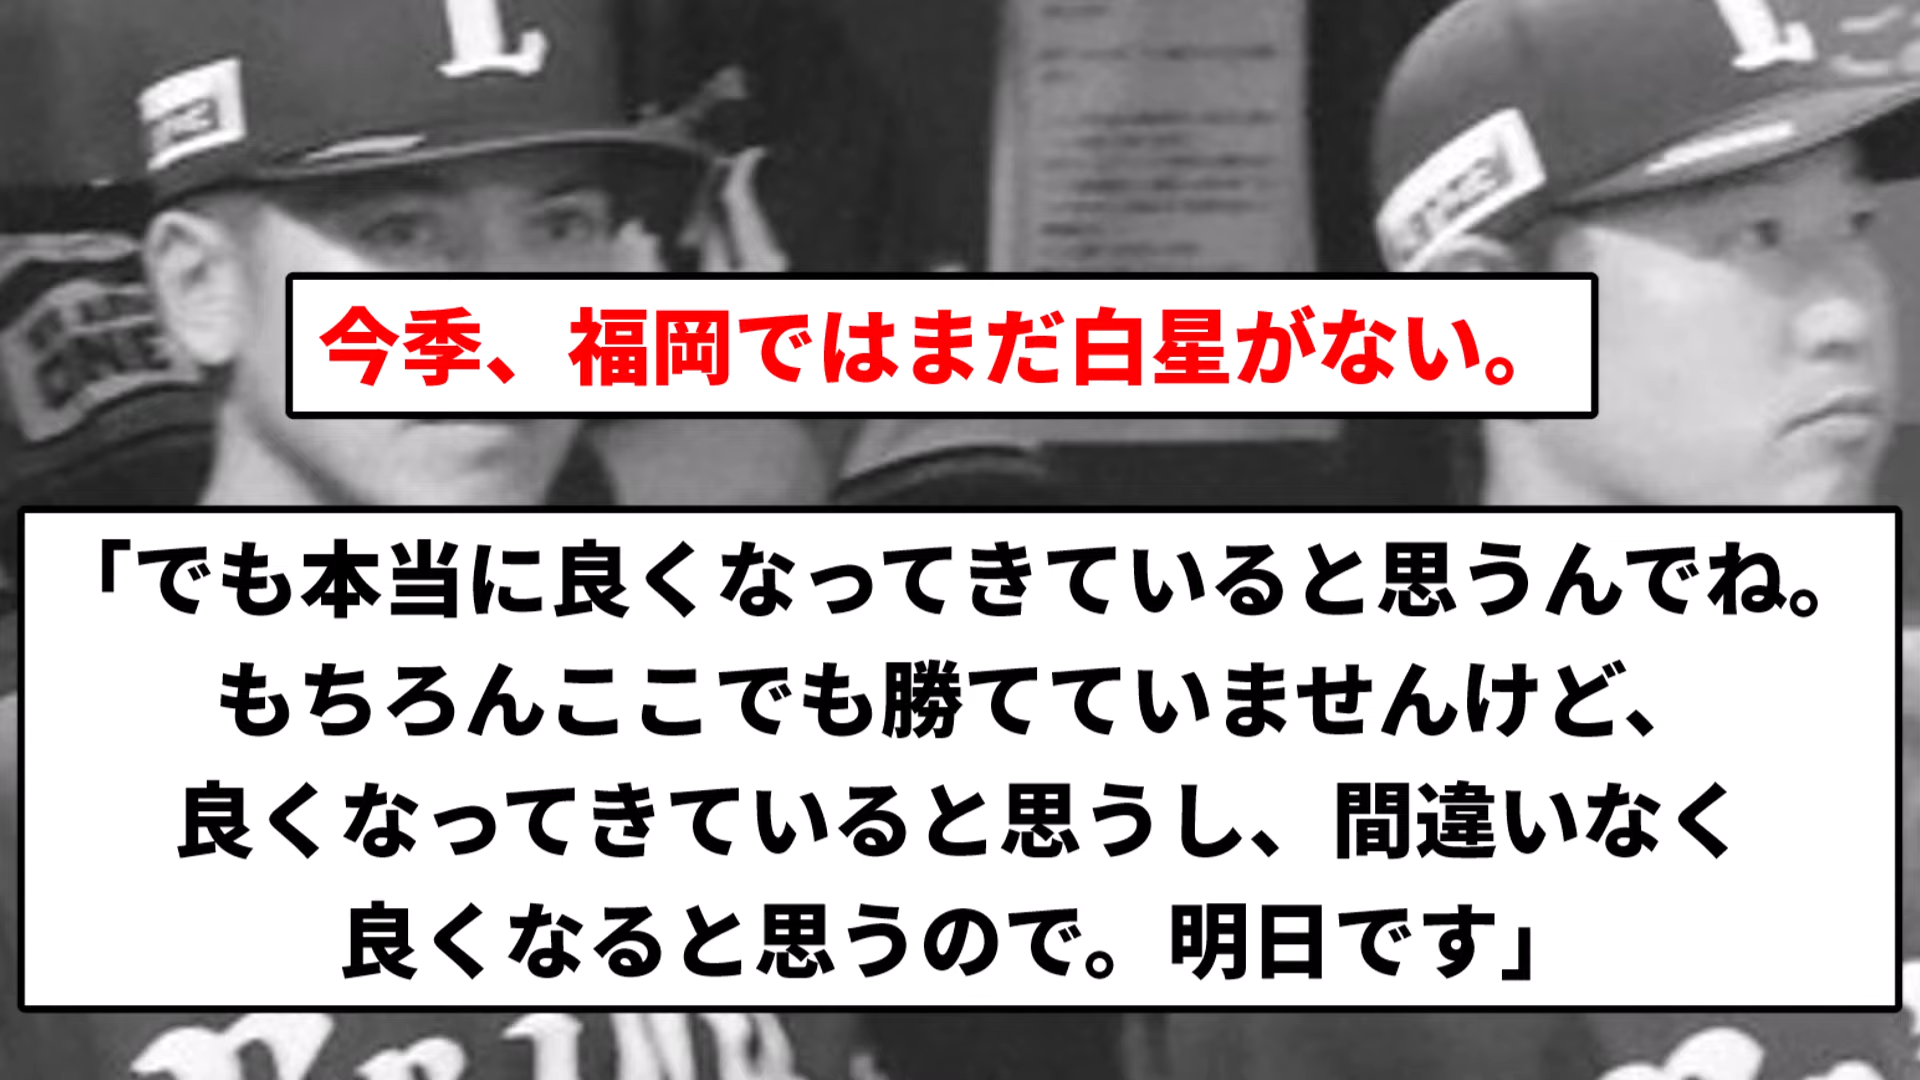 L
L
今季、福岡ではまだ白星がない。
「でも本当に良くなってきていると思うんでね。
もちろんここでも勝てていませんけど、
良くなってきていると思うし、間違いなく
良くなると思うので。明日です」